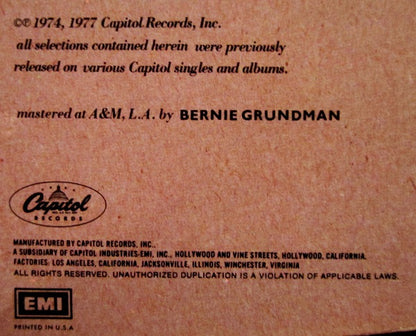 ©℗ 1974, 1977 Capitol Records, Inc.
all selections contained herein were previously
released on various Capitol singles and albums.
mastered at A&M, L.A. by BERNIE GRUNDMAN
Capitol
RECORDS
MANUFACTURED BY CAPITOL RECORDS, INC.,
A SUBSIDIARY OF CAPITOL INDUSTRIES-EMI, INC., HOLLYWOOD AND VINE STREETS, HOLLYWOOD, CALIFORNIA.
FACTORIES: LOS ANGELES, CALIFORNIA, JACKSONVILLE, ILLINOIS, WINCHESTER, VIRGINIA
ALL RIGHTS RESERVED. UNAUTHORIZED DUPLICATION IS A VIOLATION OF APPLICABLE LAWS.
EMI
PRINTED IN U.S.A